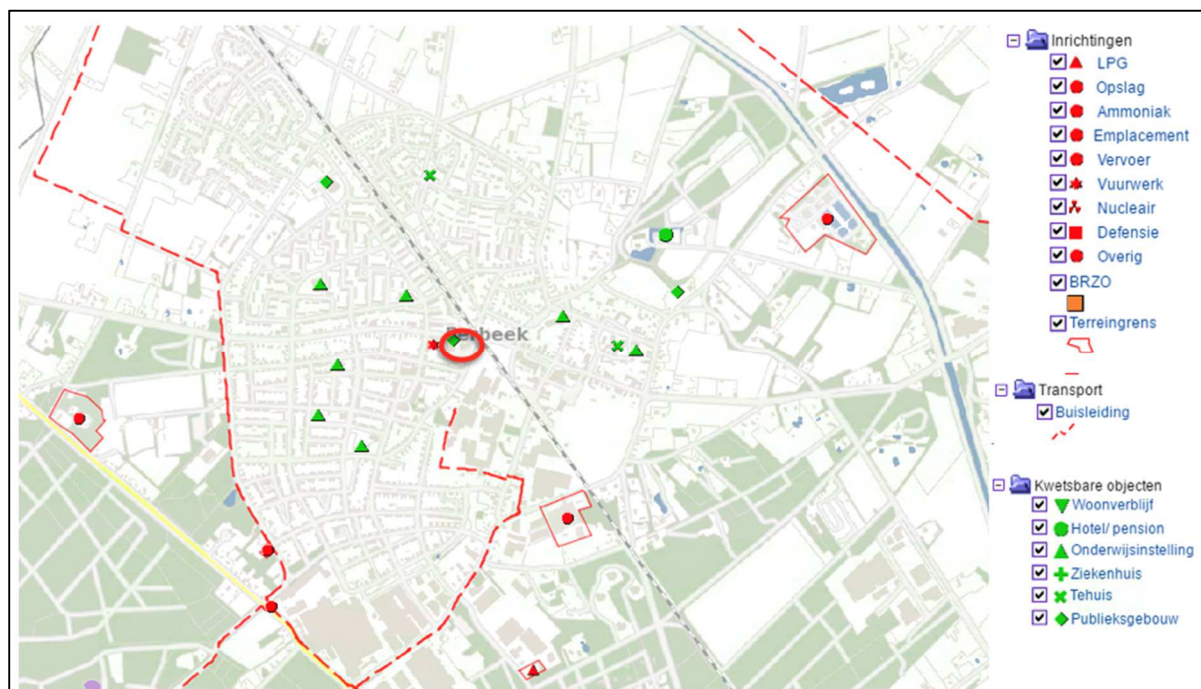 Inrichtingen
LPG
Opslag
Ammoniak
Emplacement
Vervoer
Vuurwerk
Nucleair
Defensie
Overig
BRZO
Terreingrens
Transport
Buisleiding
Kwetsbare objecten
Woonverblijf
Hotel/ pension
Onderwijsinstelling
Ziekenhuis
Tehuis
Publieksgebouw